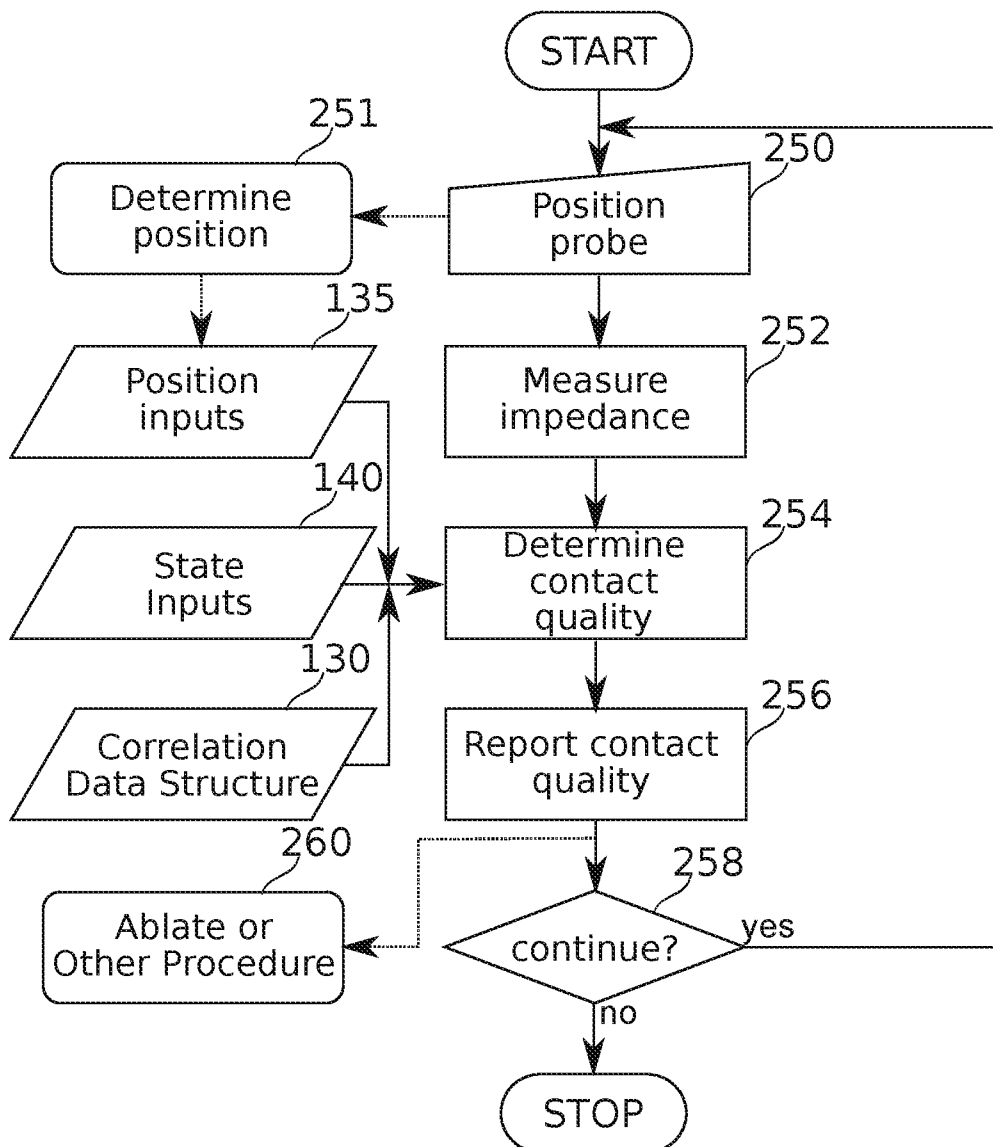 START
251
250
Determine
position
Position
probe
135
252
Position
inputs
Measure
impedance
140
254
State
Inputs
Determine
contact
quality
130
256
Correlation
Data Structure
Report contact
quality
260
258
Ablate or
Other Procedure
continue?
yes
no
STOP